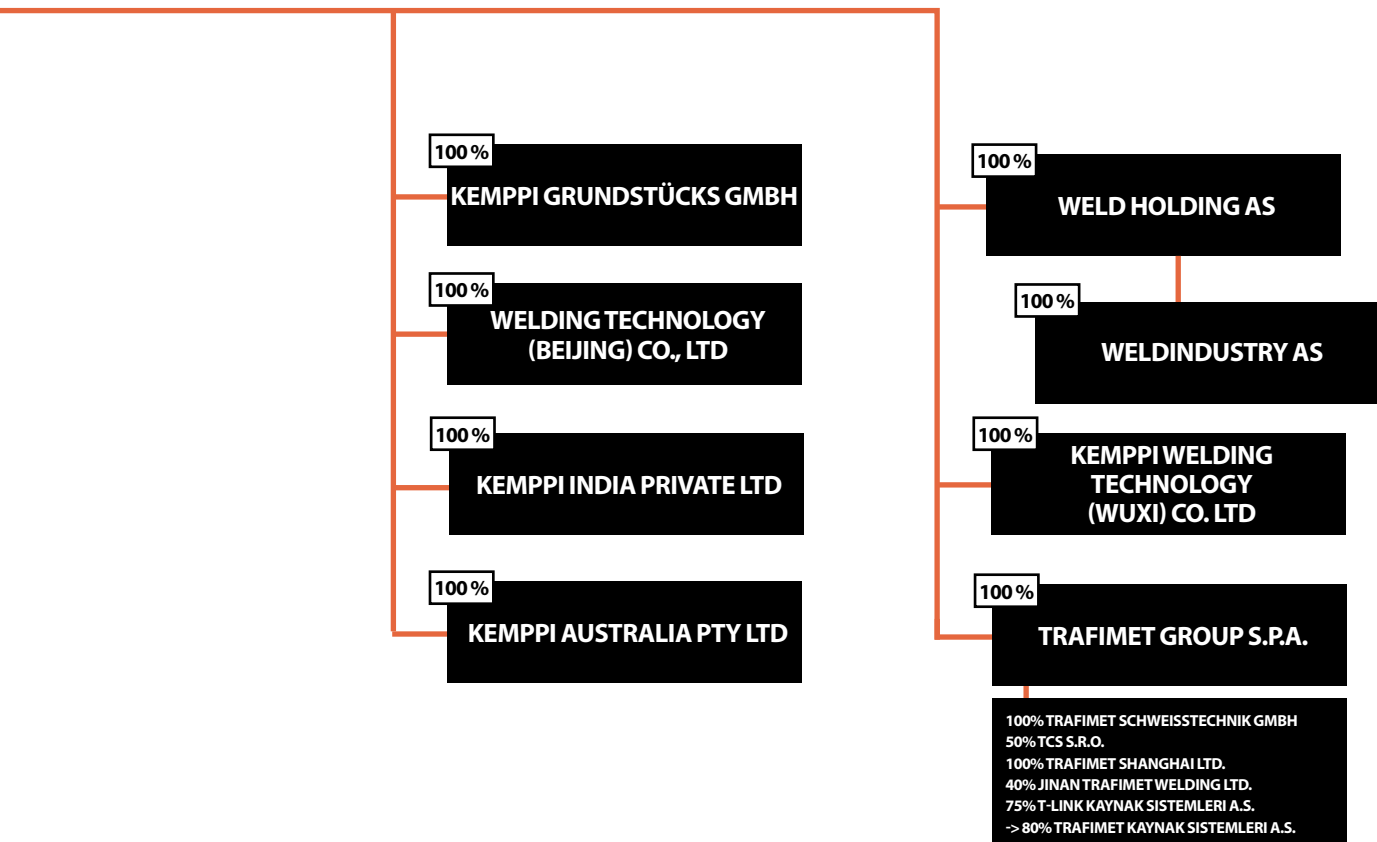 100 %
KEMPPI GRUNDSTÜCKS GMBH
100 %
WELDING TECHNOLOGY
(BEIJING) CO., LTD
100 %
KEMPPI INDIA PRIVATE LTD
100 %
KEMPPI AUSTRALIA PTY LTD
100 %
WELD HOLDING AS
100 %
WELDINDUSTRY AS
100 %
KEMPPI WELDING
TECHNOLOGY
(WUXI) CO. LTD
100 %
TRAFIMET GROUP S.P.A.
100% TRAFIMET SCHWEISSTECHNIK GMBH
50% TCS S.R.O.
100% TRAFIMET SHANGHAI LTD.
40% JINAN TRAFIMET WELDING LTD.
75% T-LINK KAYNAK SISTEMLERI A.S.
-> 80% TRAFIMET KAYNAK SISTEMLERI A.S.